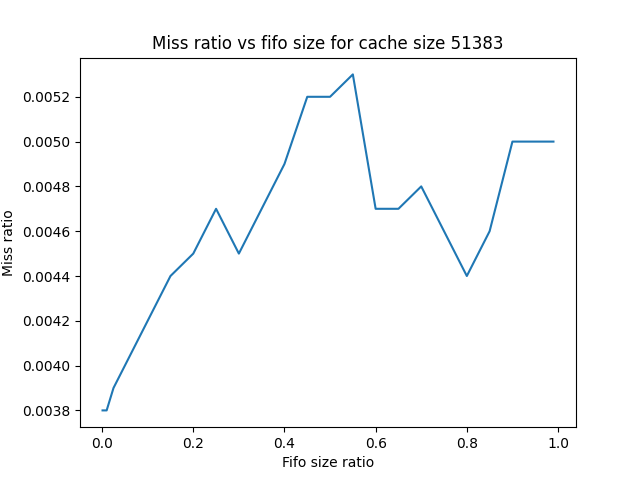 Miss ratio vs fifo size for cache size 51383
0.0052
0.0050
0.0048
0.0046
0.0044
0.0042
0.0040
0.0038
Miss ratio
0.0 0.2 0.4 0.6 0.8 1.0
Fifo size ratio